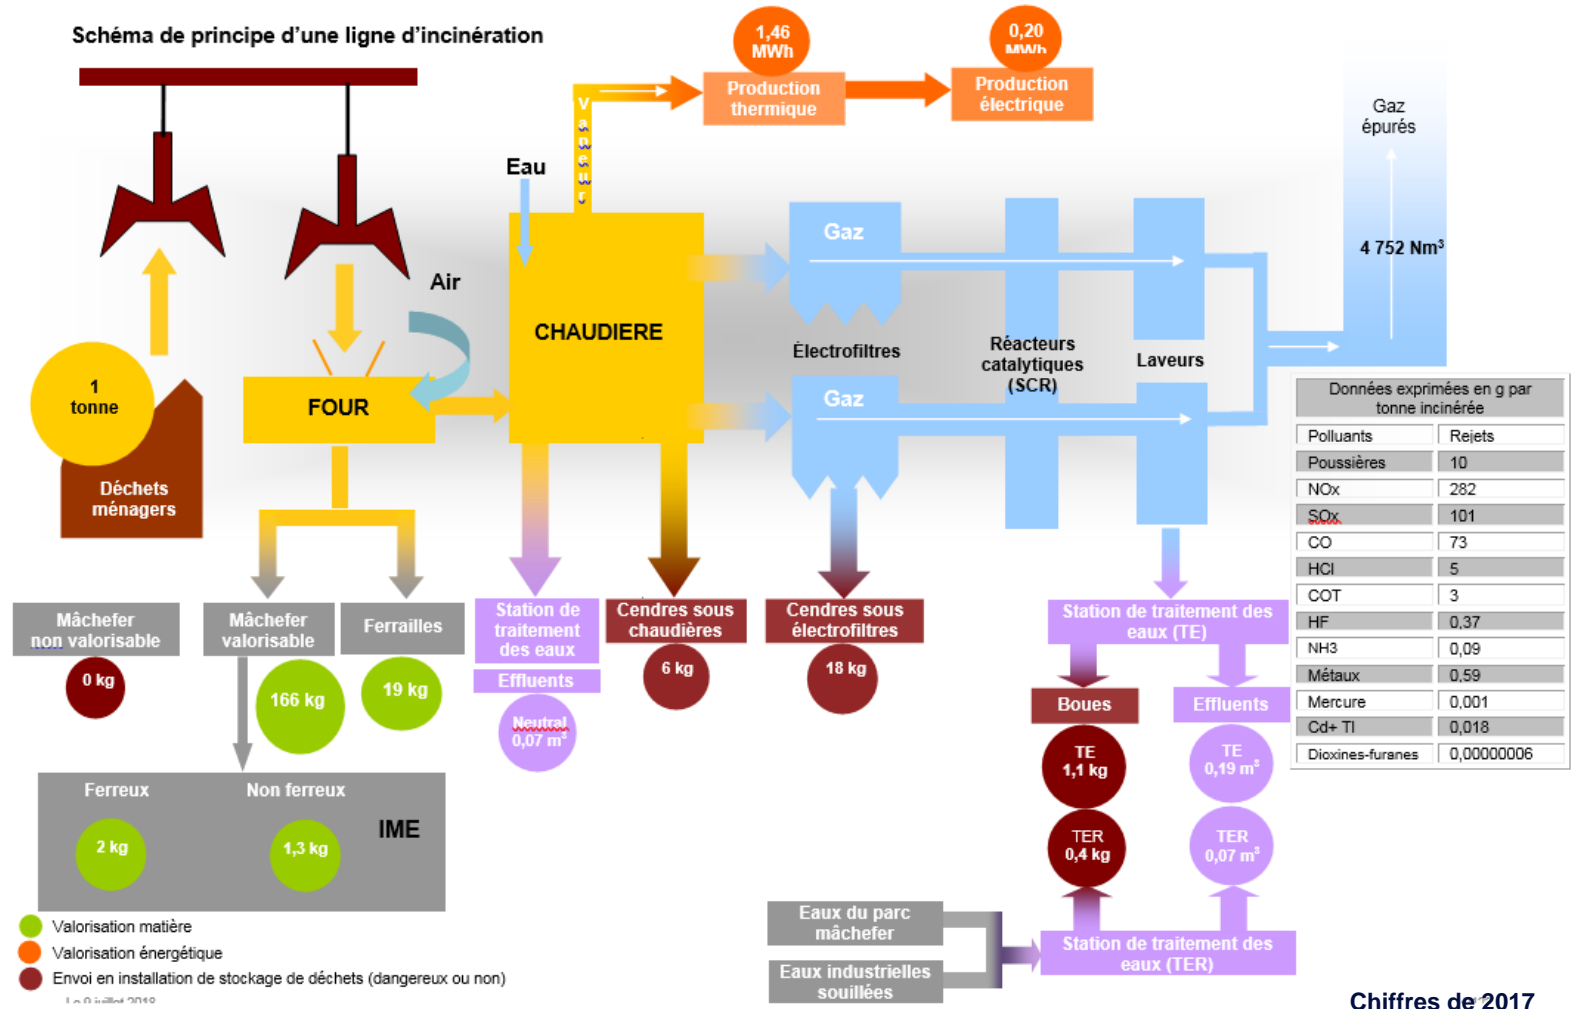 Schéma de principe d'une ligne d'incinération
1,46
MWh
0,20
MWh
Production
thermique
Production
électrique
Vapeur
Eau
Air
Gaz
épurés
4 752 Nm³
1
tonne
Déchets
ménagers
FOUR
CHAUDIERE
Gaz
Électrofiltres
Gaz
Réacteurs
catalytiques
(SCR)
Laveurs
Données exprimées en g par
tonne incinérée
Polluants Rejets
Poussières 10
NOx 282
SOx 101
CO 73
HCl 5
COT 3
HF 0,37
NH3 0,09
Métaux 0,59
Mercure 0,001
Cd+ Tl 0,018
Dioxines-furanes 0,00000006
Mâchefer
non valorisable
0 kg
Mâchefer
valorisable
166 kg
Ferrailles
19 kg
Station de
traitement
des eaux
Effluents
Neutral
0,07 m³
Cendres sous
chaudières
6 kg
Cendres sous
électrofiltres
18 kg
Station de traitement des
eaux (TE)
Boues
Effluents
TE
1,1 kg
TE
0,19 m³
TER
0,4 kg
TER
0,07 m³
Ferreux
Non ferreux
IME
2 kg
1,3 kg
Eaux du parc
mâchefer
Eaux industrielles
souillées
Station de traitement des
eaux (TER)
Valorisation matière
Valorisation énergétique
Envoi en installation de stockage de déchets (dangereux ou non)
Le 9 juillet 2018
Chiffres de 2017